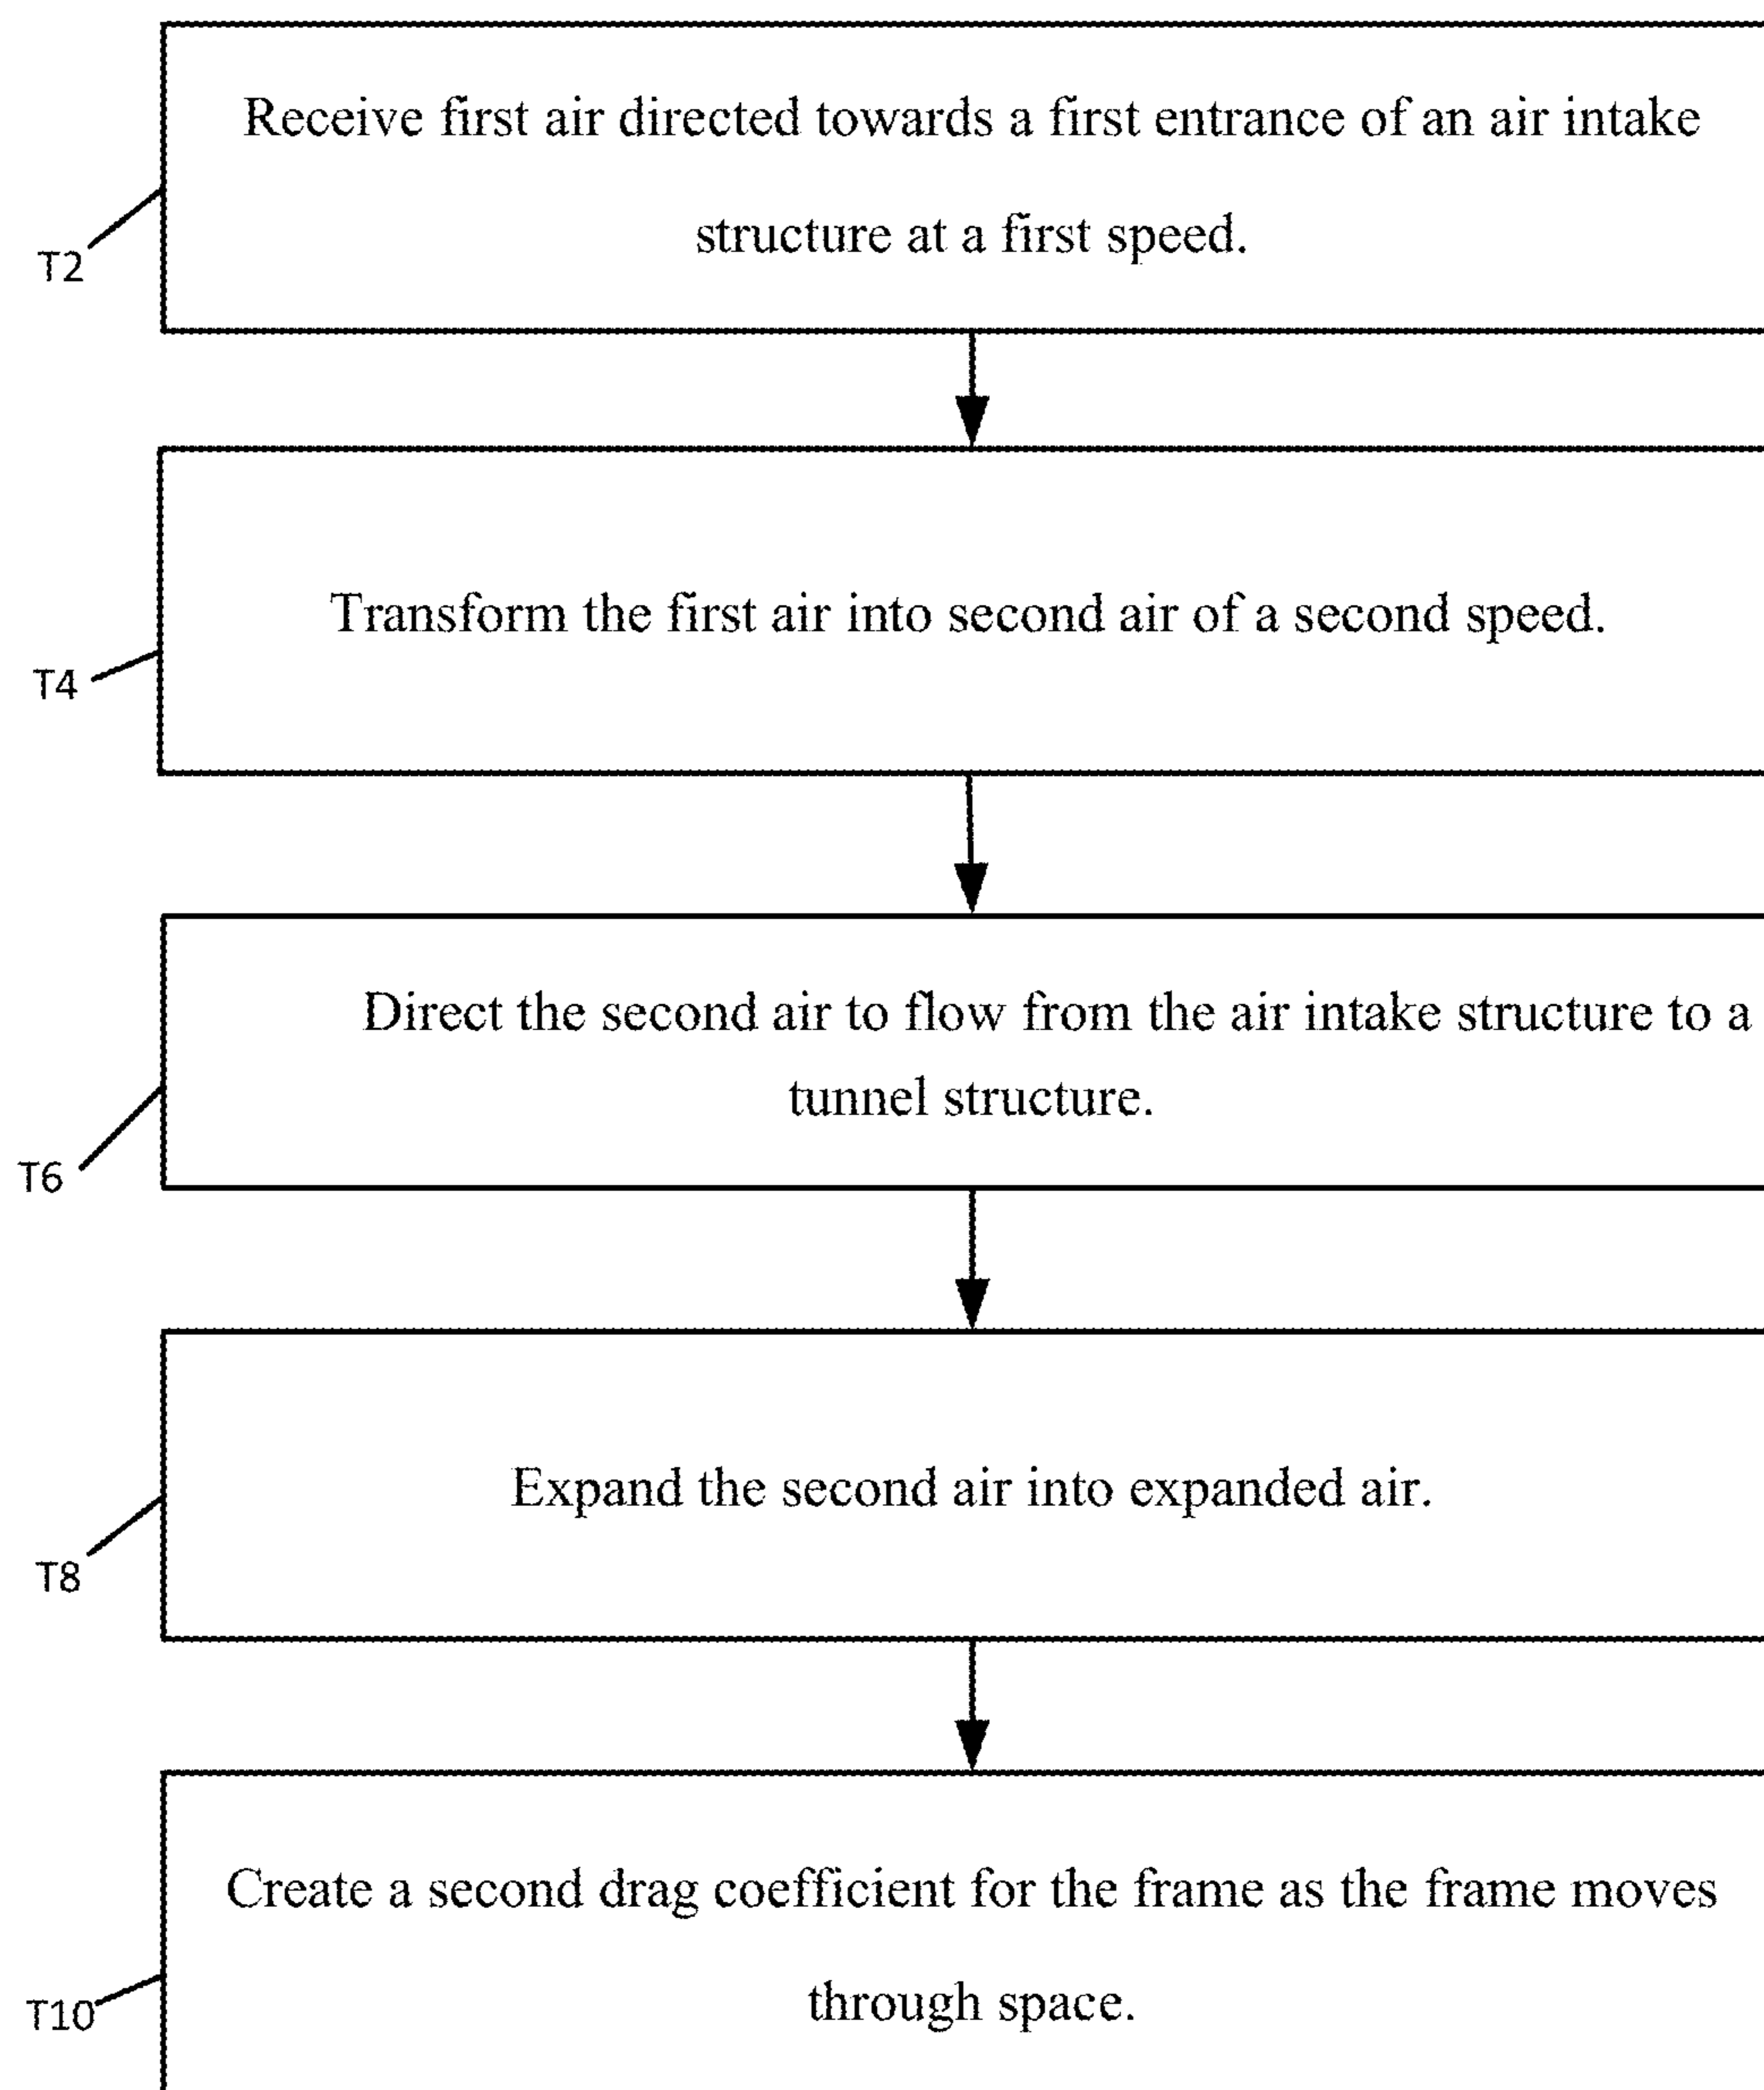 Receive first air directed towards a first entrance of an air intake
structure at a first speed.
T2
Transform the first air into second air of a second speed.
T4
Direct the second air to flow from the air intake structure to a
tunnel structure.
T6
Expand the second air into expanded air.
T8
Create a second drag coefficient for the frame as the frame moves
through space.
T10